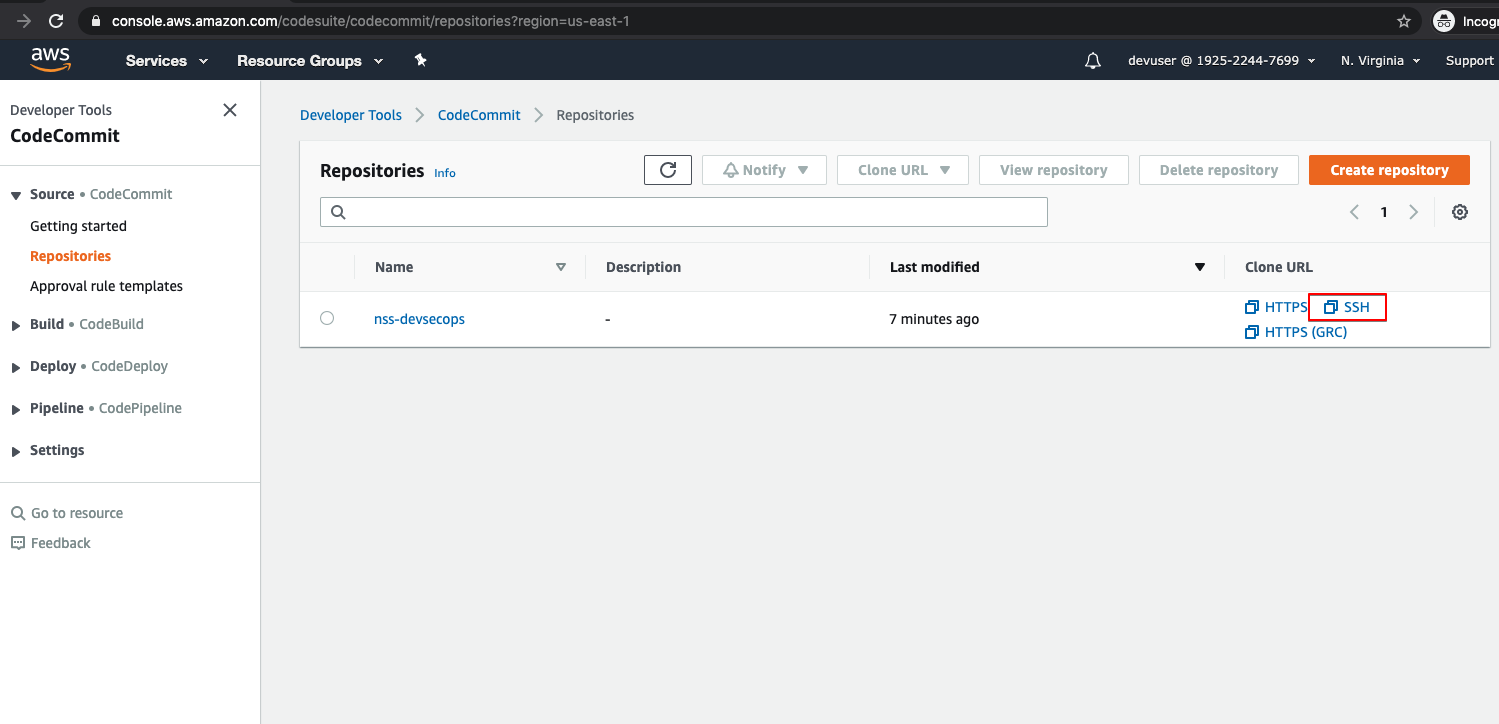 console.aws.amazon.com/codesuite/codecommit/repositories?region=us-east-1
Incogn
aws
Services
Resource Groups
devuser @ 1925-2244-7699
N. Virginia
Support
Developer Tools
CodeCommit
Source • CodeCommit
Getting started
Repositories
Approval rule templates
Build • CodeBuild
Deploy • CodeDeploy
Pipeline • CodePipeline
Settings
Go to resource
Feedback
Developer Tools
CodeCommit
Repositories
Repositories Info
Notify
Clone URL
View repository
Delete repository
Create repository
1
Name
Description
Last modified
Clone URL
nss-devsecops
-
7 minutes ago
HTTPS
SSH
HTTPS (GRC)